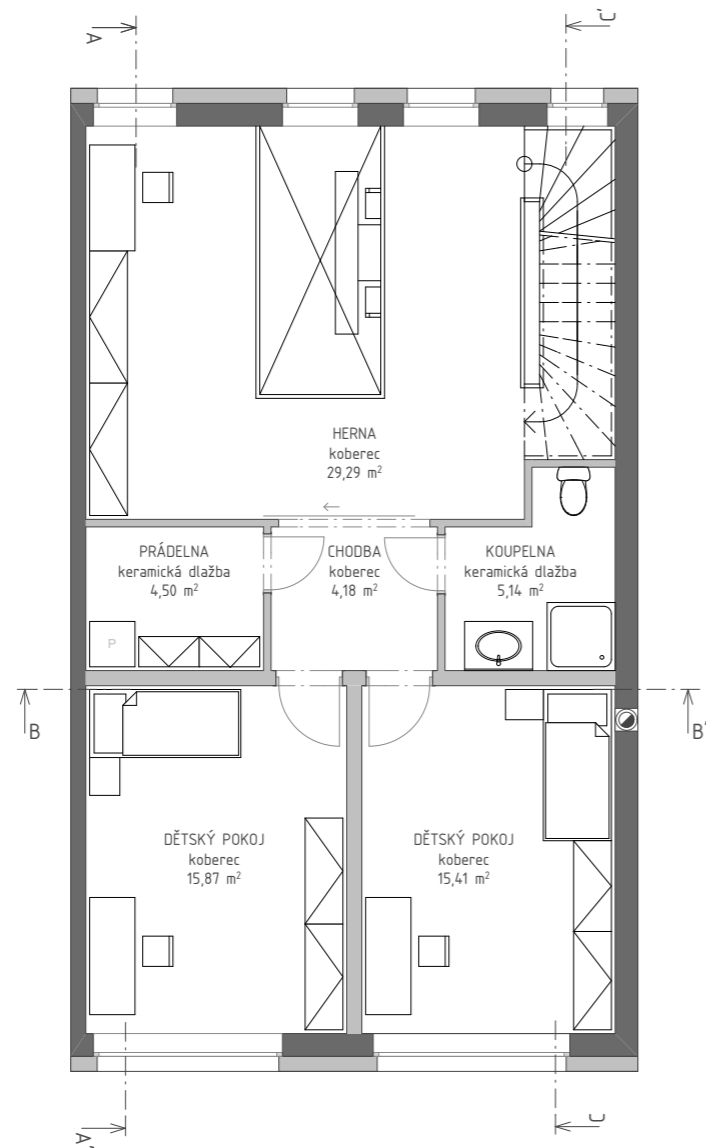 A
C'
HERNA
koberec
29,29 m²
PRÁDELNA
keramická dlažba
4,50 m²
CHODBA
koberec
4,18 m²
KOUPELNA
keramická dlažba
5,14 m²
P
B
B'
DĚTSKÝ POKOJ
koberec
15,87 m²
DĚTSKÝ POKOJ
koberec
15,41 m²
A'
C